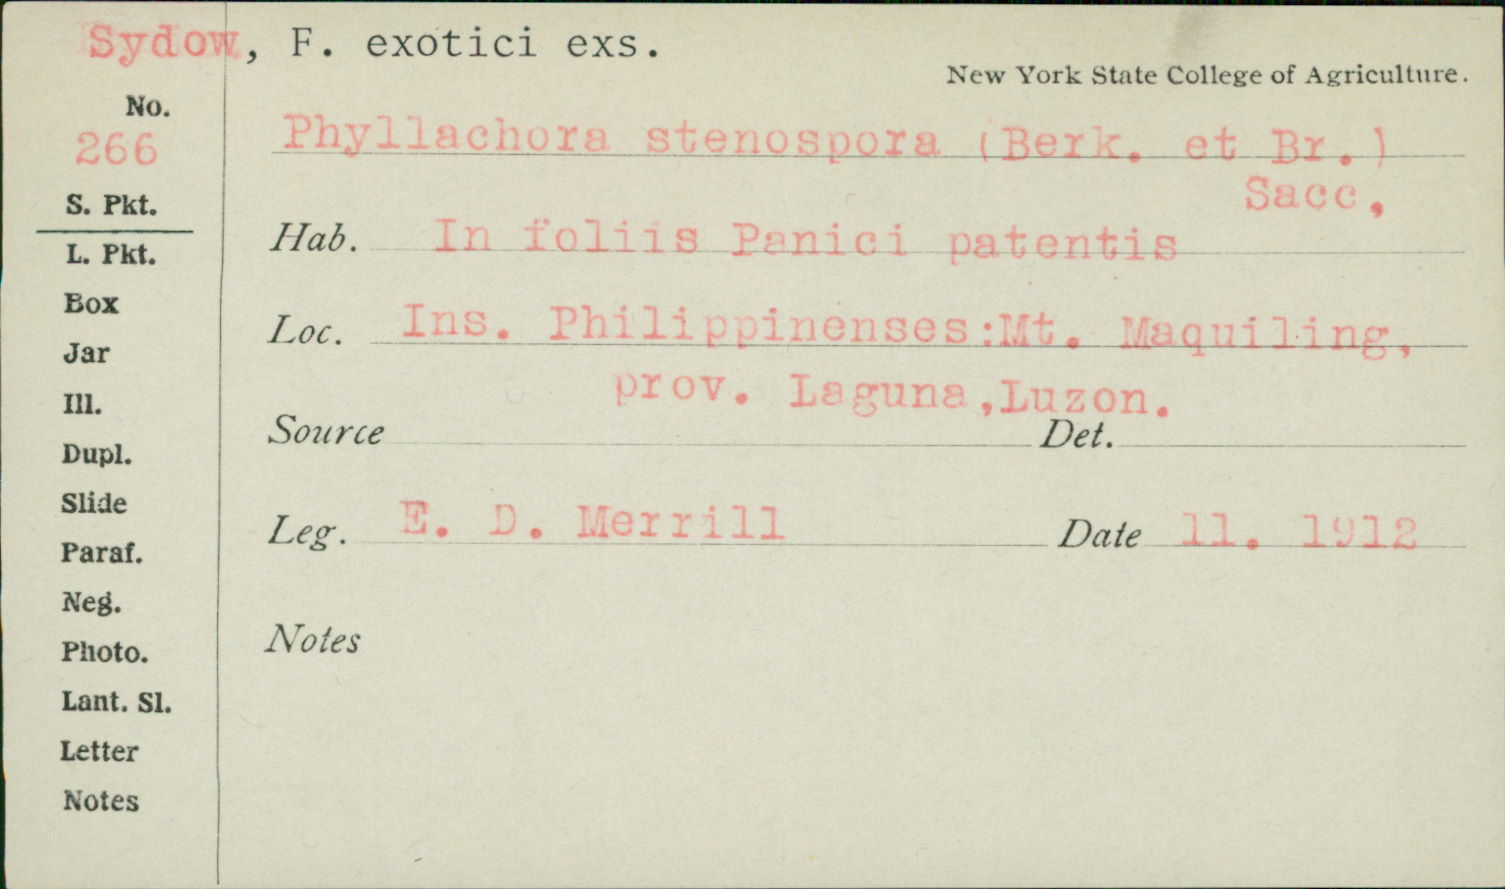 Sydow, F. exotici exs.
New York State College of Agriculture.
No.
266
S. Pkt.
L. Pkt.
Box
Jar
Ill.
Dupl.
Slide
Paraf.
Neg.
Photo.
Lant. Sl.
Letter
Notes
Phyllachora stenospora (Berk. et Br.)
Sacc.
Hab. In foliis Panici patentis
Loc. Ins. Philippinenses:Mt. Maquiling,
prov. Laguna,Luzon.
Source Det.
Leg. E. D. Merrill Date 11. 1912
Notes